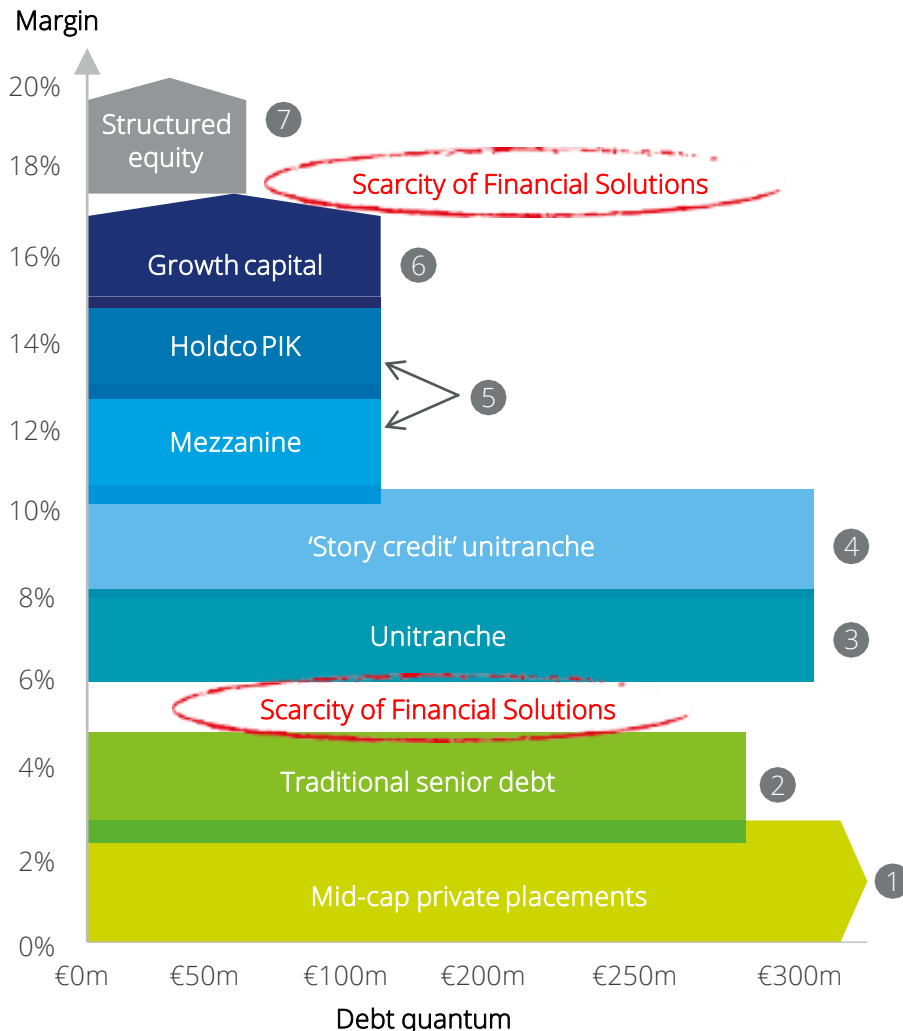 Margin
20%
Structured
equity
7
18%
Scarcity of Financial Solutions
16%
Growth capital
6
14%
Holdco PIK
5
12%
Mezzanine
10%
‘Story credit’ unitranche
4
8%
Unitranche
3
6%
Scarcity of Financial Solutions
4%
Traditional senior debt
2
2%
Mid-cap private placements
1
0%
€0m €50m €100m €200m €250m €300m
Debt quantum